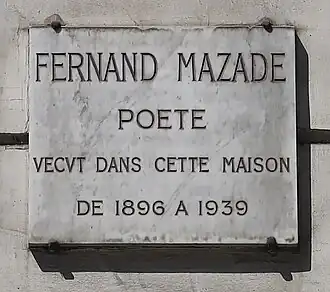 FERNAND MAZADE
POETE
VECVT DANS CETTE MAISON
DE 1896 A 1939